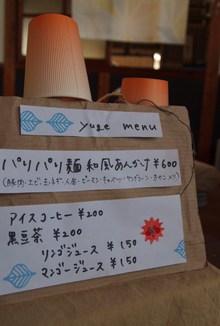 yuge menu
パリパリ麺 和風あんかけ ¥600
アイスコーヒー ¥200
黒豆茶 ¥200
リンゴジュース ¥150
マンゴージュース ¥150